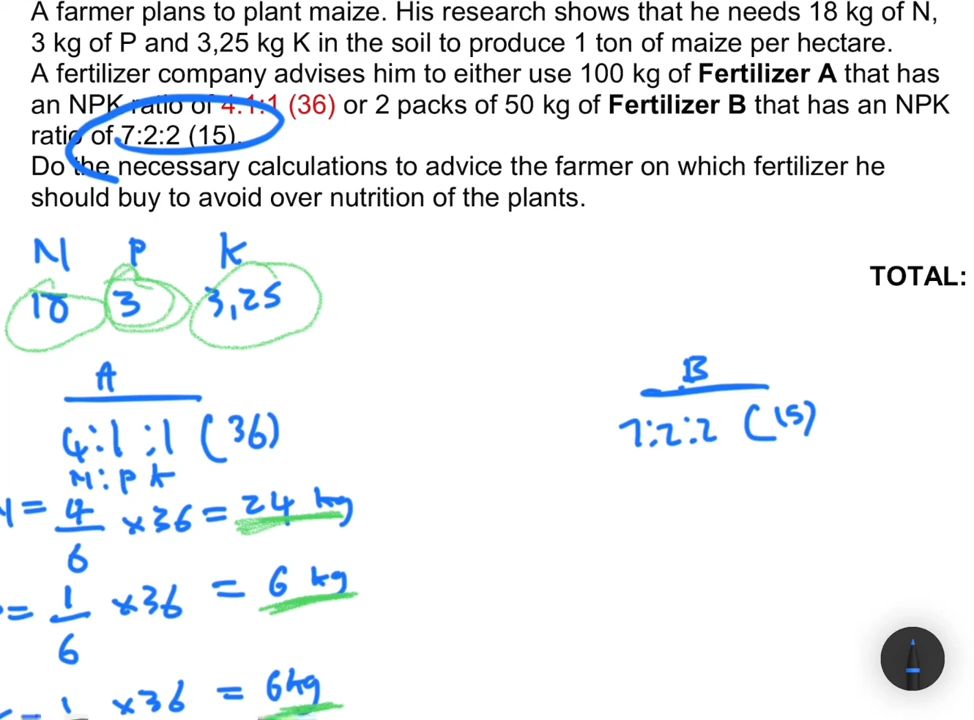 A farmer plans to plant maize. His research shows that he needs 18 kg of N,
3 kg of P and 3,25 kg K in the soil to produce 1 ton of maize per hectare.
A fertilizer company advises him to either use 100 kg of Fertilizer A that has
an NPK ratio of 4:1:1 (36) or 2 packs of 50 kg of Fertilizer B that has an NPK
ratio of 7:2:2 (15).
Do the necessary calculations to advice the farmer on which fertilizer he
should buy to avoid over nutrition of the plants.
N P K
18 3 3,25
TOTAL:
A
4:1:1 (36)
N:P K
= 4/6 ×36 = 24 kg
= 1/6 ×36 = 6 kg
1 ×36 = 6kg
B
7:2:2 (15)